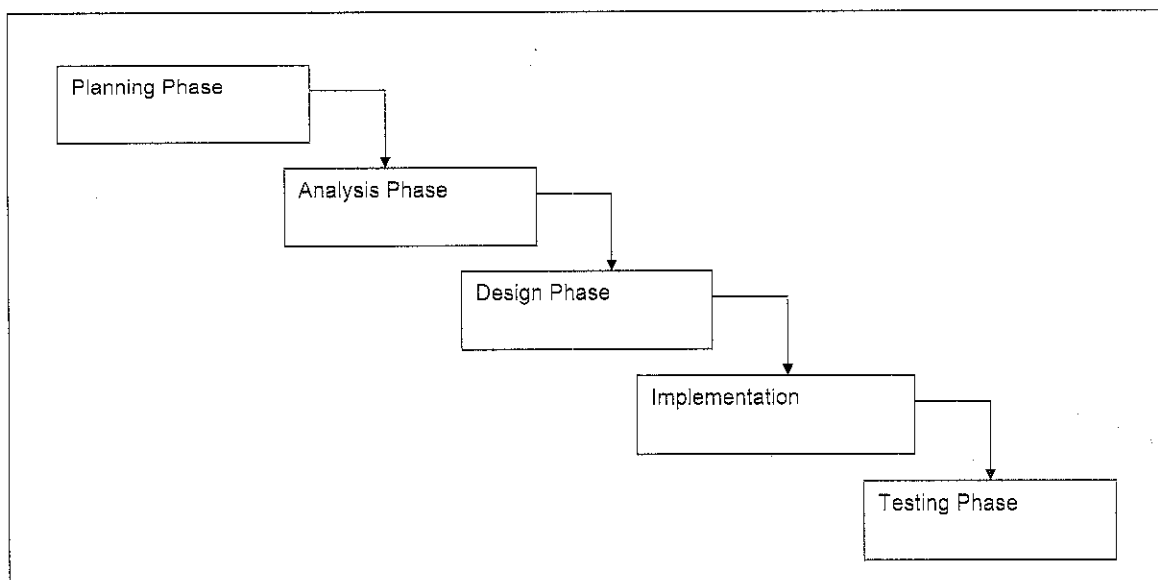 Planning Phase
Analysis Phase
Design Phase
Implementation
Testing Phase